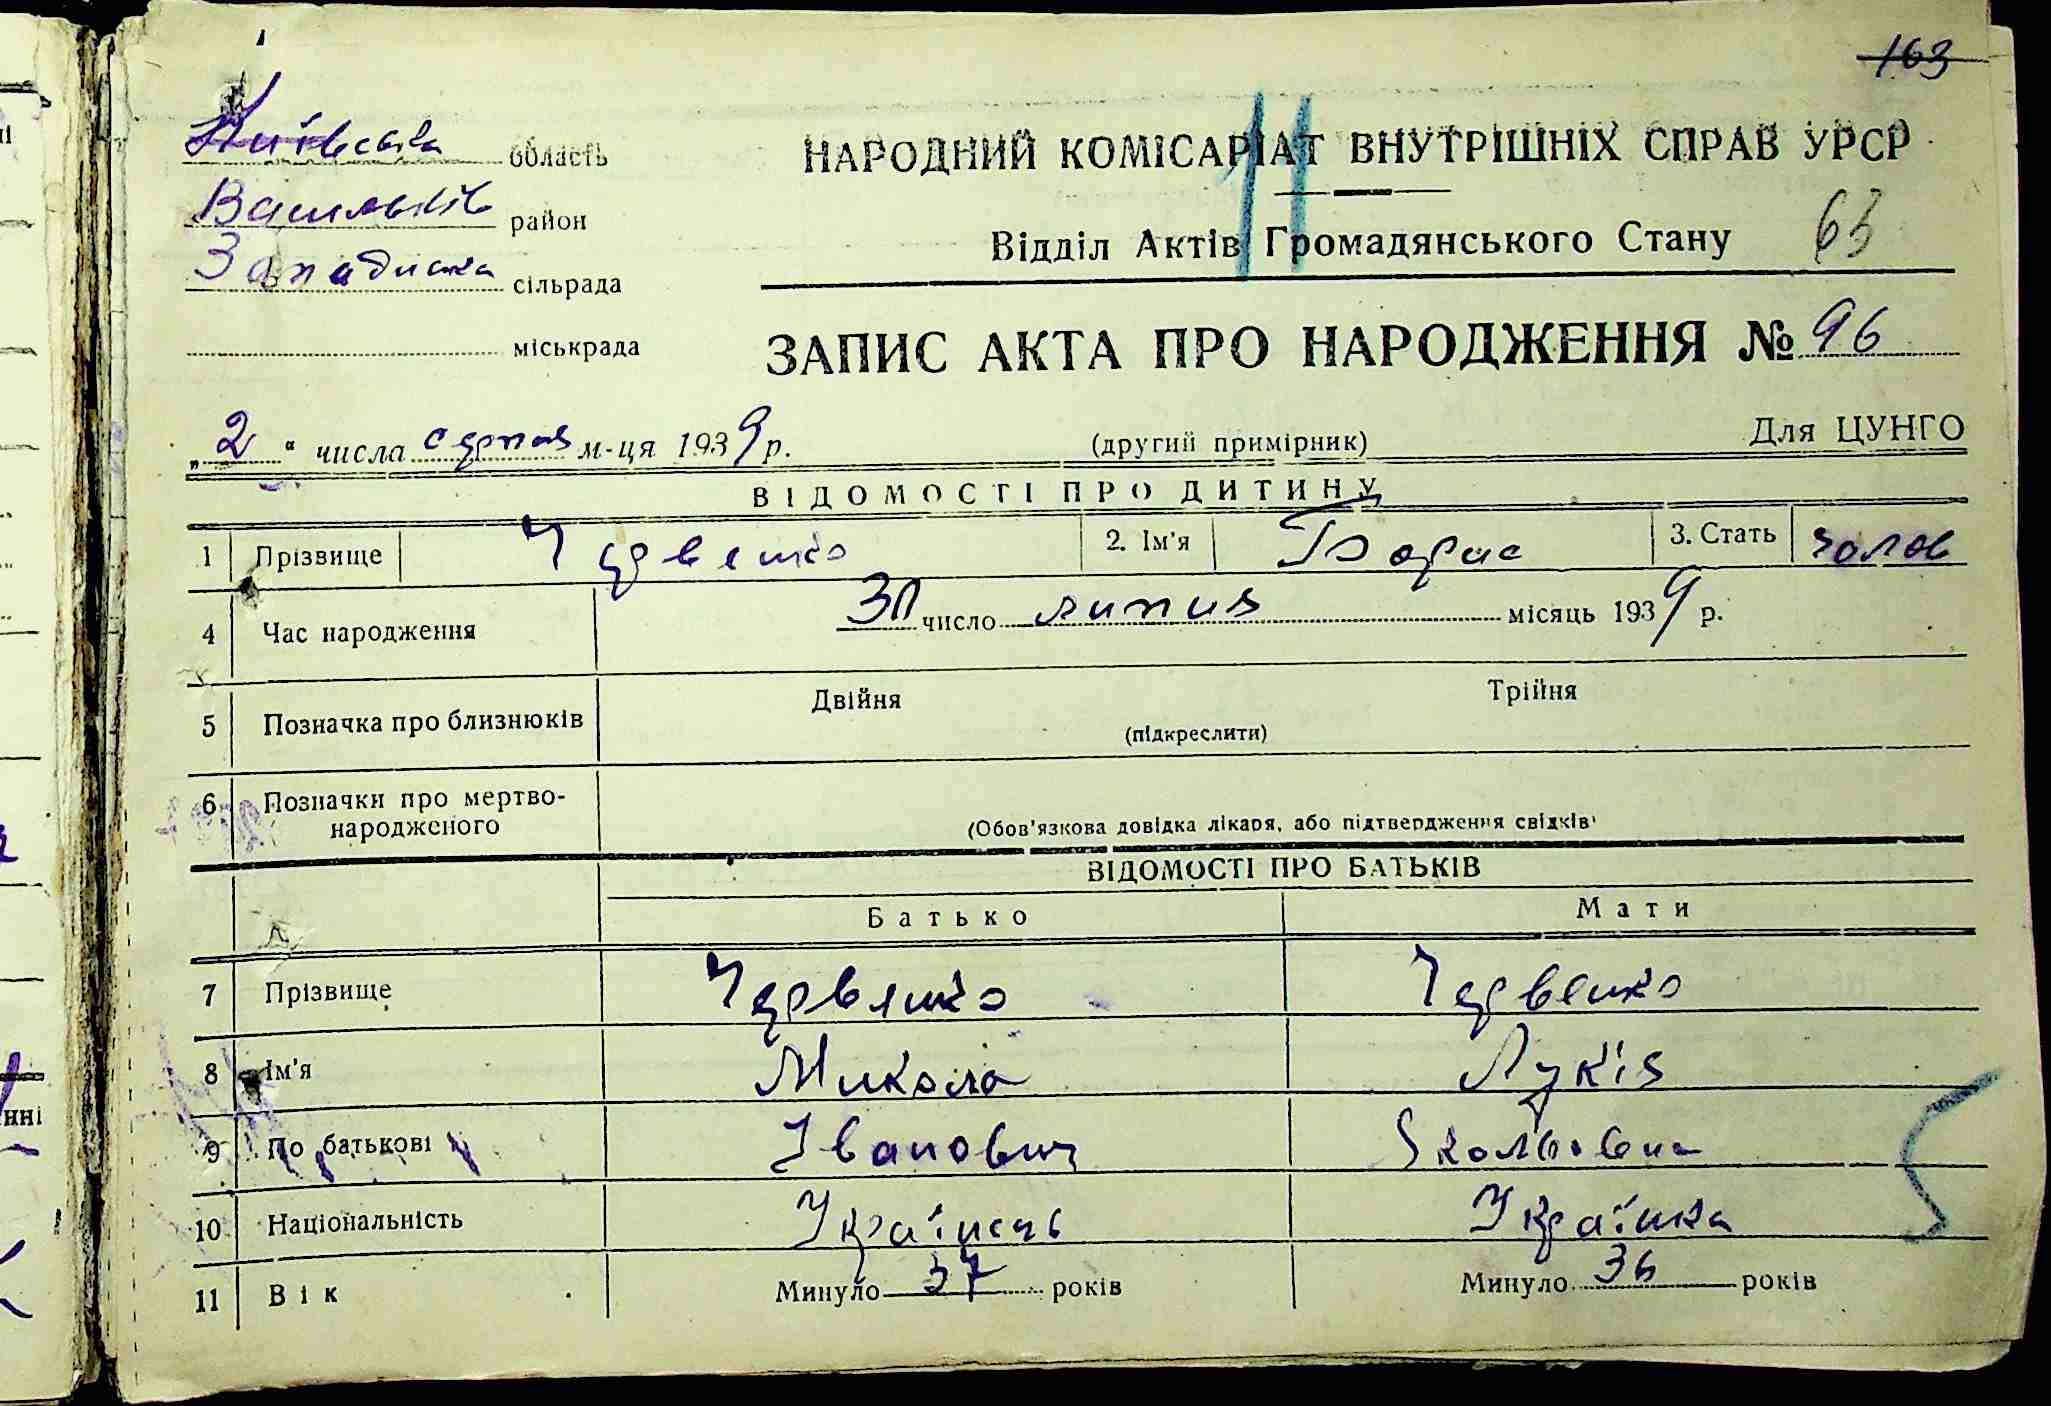 163
Київська область
Васильків район
Западинка сільрада
міськрада
НАРОДНИЙ КОМІСАРІАТ ВНУТРІШНІХ СПРАВ УРСР
Відділ Актів Громадянського Стану 63
ЗАПИС АКТА ПРО НАРОДЖЕННЯ № 96
„2“ числа серпня м-ця 1939 р. (другий примірник) Для ЦУНГО
ВІДОМОСТІ ПРО ДИТИНУ
1 Прізвище Червенко 2. Ім'я Борис 3. Стать чолов
4 Час народження 30 число липня місяць 1939 р.
5 Позначка про близнюків Двійня Трійня
(підкреслити)
6 Позначки про мертво-
народженого
(Обов'язкова довідка лікаря, або підтвердження свідків)
ВІДОМОСТІ ПРО БАТЬКІВ
Батько Мати
7 Прізвище Червянко Червенко
8 Ім'я Микола Лукія
9 По батькові Іванович
10 Національність Українець Українка
11 Вік Минуло 37 років Минуло 36 років